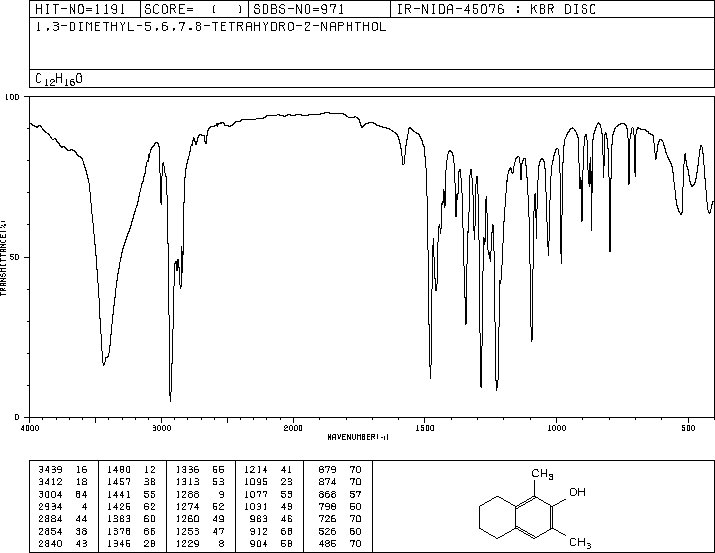 HIT-NO=1191 SCORE= ( ) SDBS-NO=971 IR-NIDA-45076 : KBR DISC
1,3-DIMETHYL-5,6,7,8-TETRAHYDRO-2-NAPHTHOL
C12H16O
100
50
0
TRANSMITTANCE(%)
4000 3000 2000 1500 1000 500
WAVENUMBER(-1)
3439 16 1480 12 1336 66 1214 41 879 70
3412 18 1457 38 1313 53 1095 23 874 70
3004 64 1441 55 1288 9 1077 55 866 57
2934 4 1426 62 1274 52 1031 49 798 50
2884 44 1383 60 1260 49 983 46 726 70
2854 38 1378 66 1253 47 912 68 526 60
2840 43 1346 28 1229 8 904 58 486 70
CH3
OH
CH3